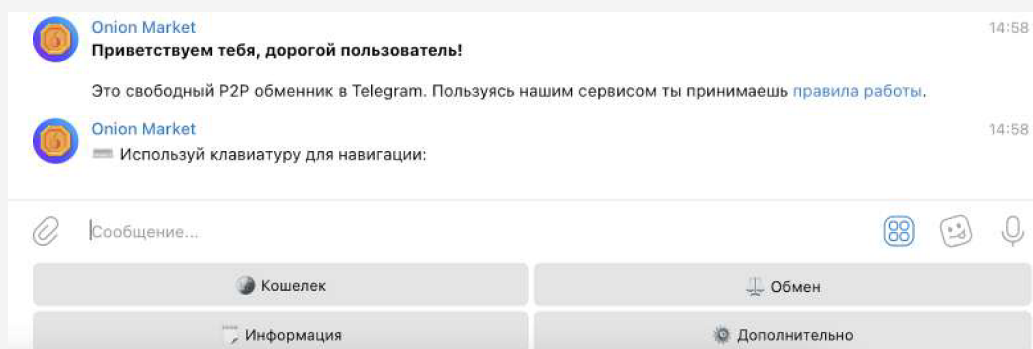 Onion Market 14:58
Приветствуем тебя, дорогой пользователь!
Это свободный P2P обменник в Telegram. Пользуясь нашим сервисом ты принимаешь правила работы.
Onion Market 14:58
Используй клавиатуру для навигации:
Сообщение...
Кошелек Обмен
Информация Дополнительно